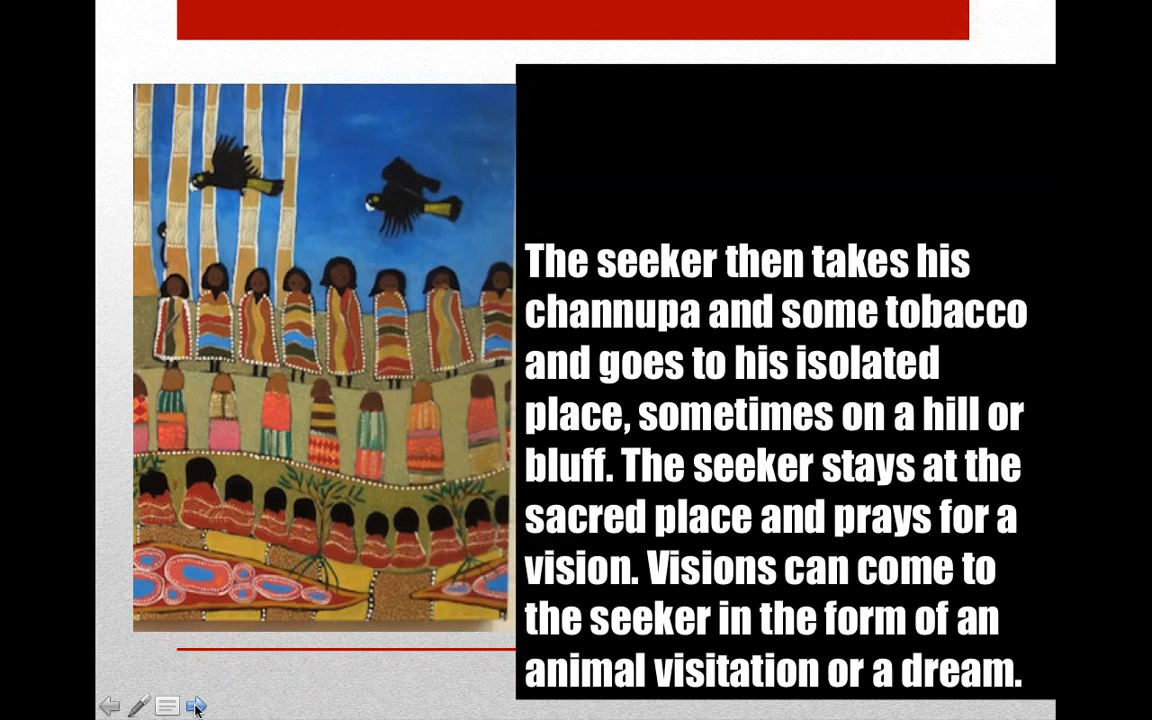 The seeker then takes his
channupa and some tobacco
and goes to his isolated
place, sometimes on a hill or
bluff. The seeker stays at the
sacred place and prays for a
vision. Visions can come to
the seeker in the form of an
animal visitation or a dream.